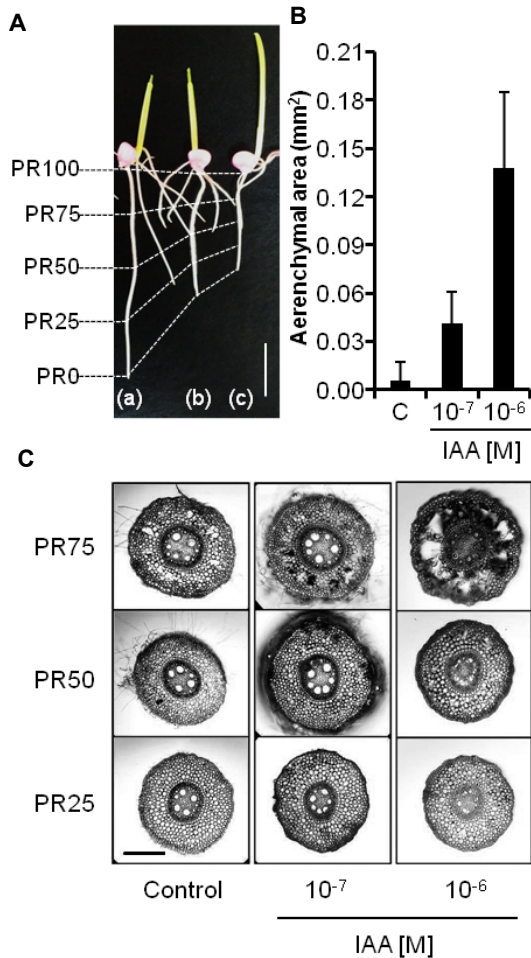 A
PR100
PR75
PR50
PR25
PR0
(a)
(b)
(c)
B
Aerenchymal area (mm²)
0.21
0.18
0.15
0.12
0.09
0.06
0.03
0.00
C
10⁻⁷
10⁻⁶
IAA [M]
C
PR75
PR50
PR25
Control
10⁻⁷
10⁻⁶
IAA [M]